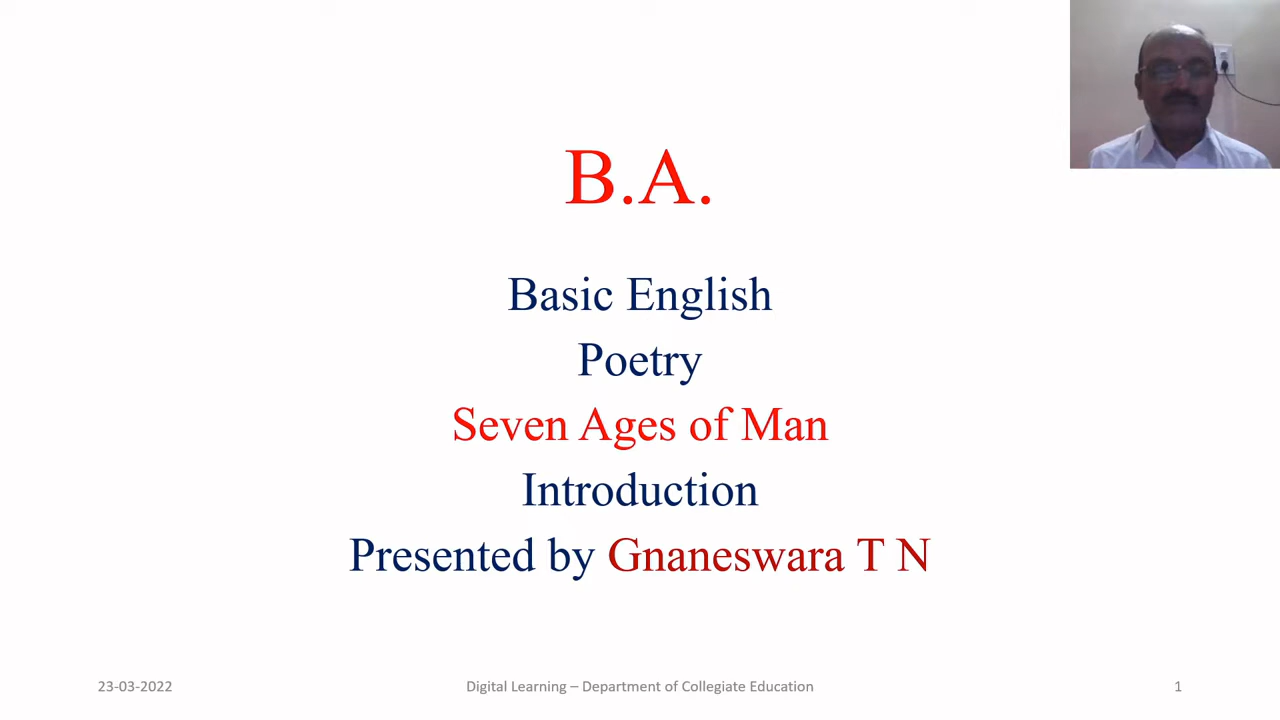 B.A.
Basic English
Poetry
Seven Ages of Man
Introduction
Presented by Gnaneswara T N
23-03-2022
Digital Learning – Department of Collegiate Education
1